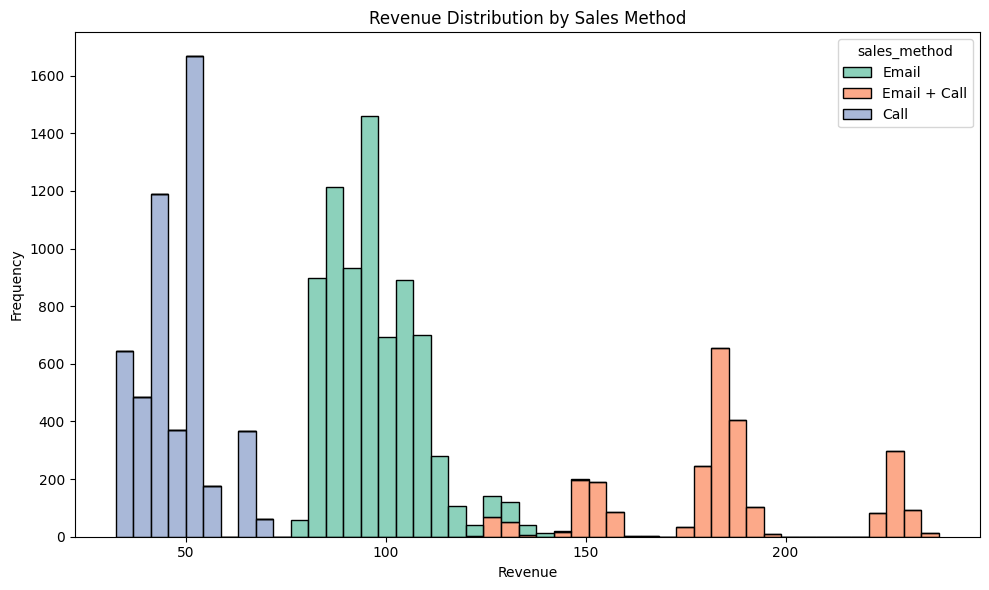 Revenue Distribution by Sales Method
sales_method
Email
Email + Call
Call
Frequency
1600
1400
1200
1000
800
600
400
200
0
50
100
150
200
Revenue